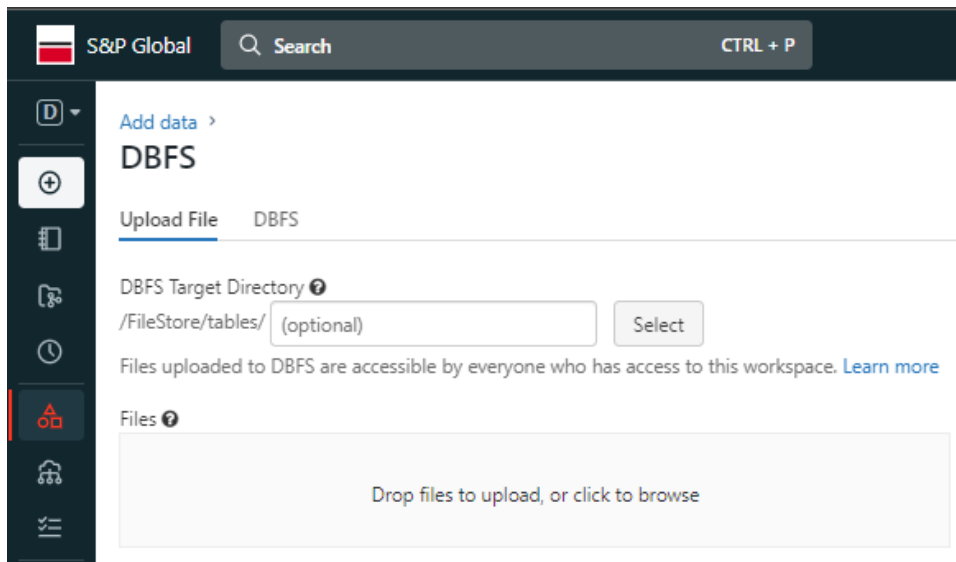 S&P Global
Search CTRL + P
D
Add data >
DBFS
Upload File DBFS
DBFS Target Directory ?
/FileStore/tables/ (optional) Select
Files uploaded to DBFS are accessible by everyone who has access to this workspace. Learn more
Files ?
Drop files to upload, or click to browse